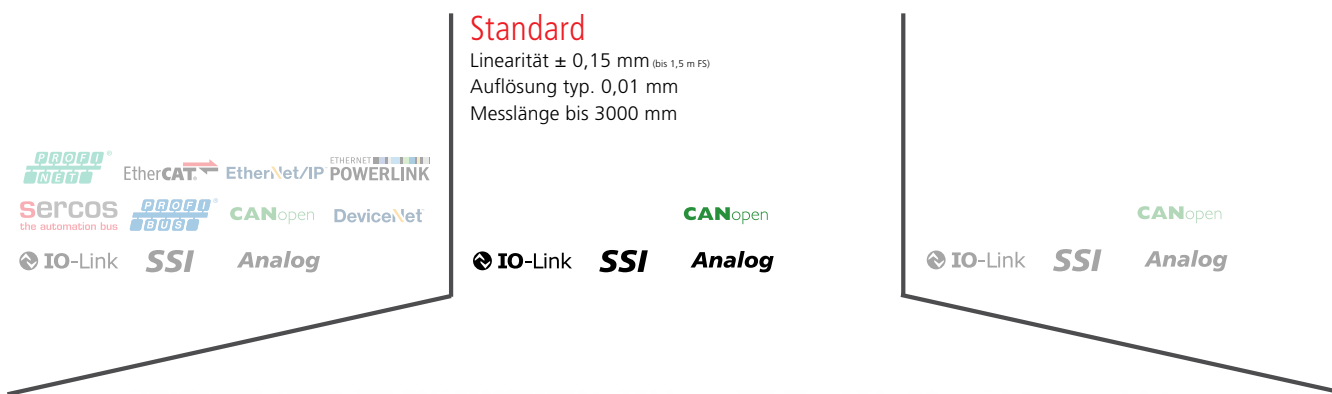 Standard
Linearität ± 0,15 mm (bis 1,5 m FS)
Auflösung typ. 0,01 mm
Messlänge bis 3000 mm
PROFI NET® EtherCAT. EtherNet/IP ETHERNET POWERLINK
sercos the automation bus PROFI BUS® CANopen DeviceNet
IO-Link SSI Analog
CANopen
IO-Link SSI Analog
CANopen
IO-Link SSI Analog